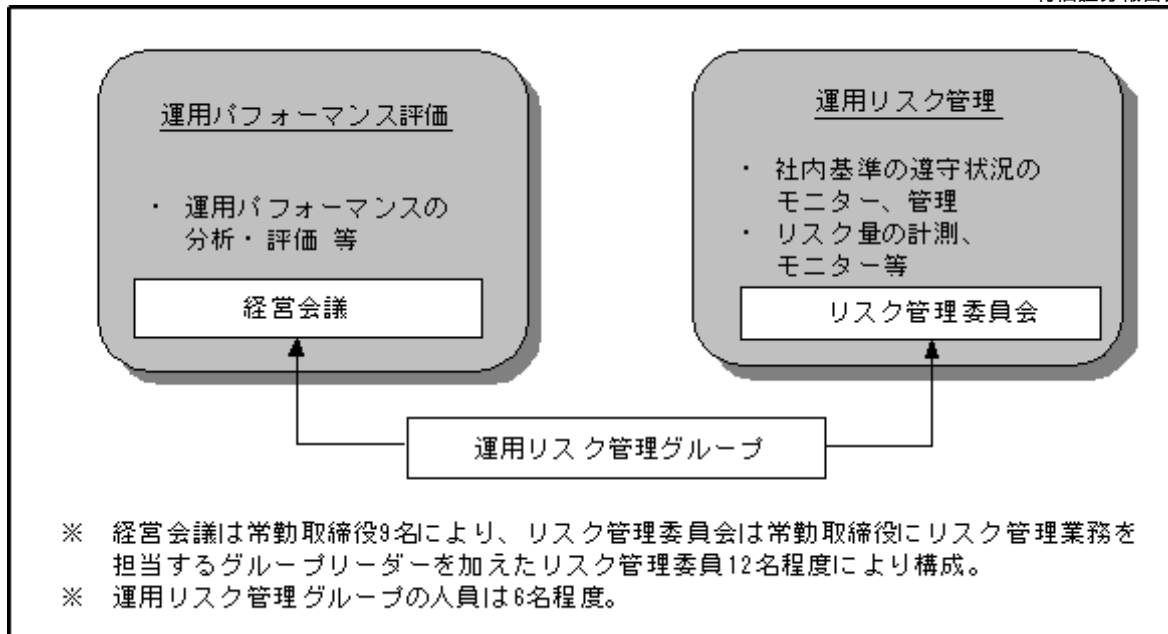 運用パフォーマンス評価
・ 運用パフォーマンスの
分析・評価 等
経営会議
運用リスク管理
・ 社内基準の遵守状況の
モニター、管理
・ リスク量の計測、
モニター等
リスク管理委員会
運用リスク管理グループ
※ 経営会議は常勤取締役9名により、リスク管理委員会は常勤取締役にリスク管理業務を
担当するグループリーダーを加えたリスク管理委員12名程度により構成。
※ 運用リスク管理グループの人員は6名程度。